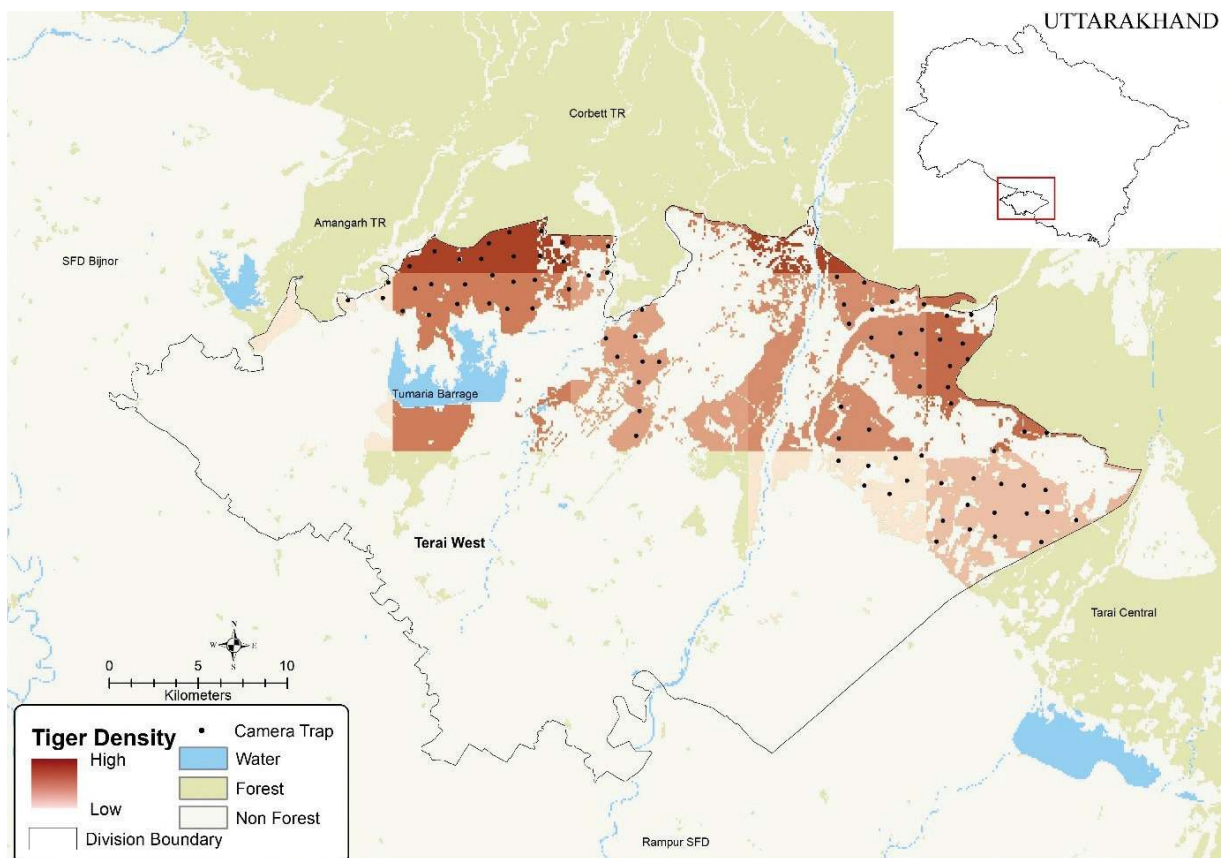 UTTARAKHAND
Corbett TR
Amangarh TR
SFD Bijnor
Tumaria Barrage
Terai West
Tarai Central
N
W E
S
0 5 10
Kilometers
Tiger Density
High
Low
Division Boundary
Camera Trap
Water
Forest
Non Forest
Rampur SFD